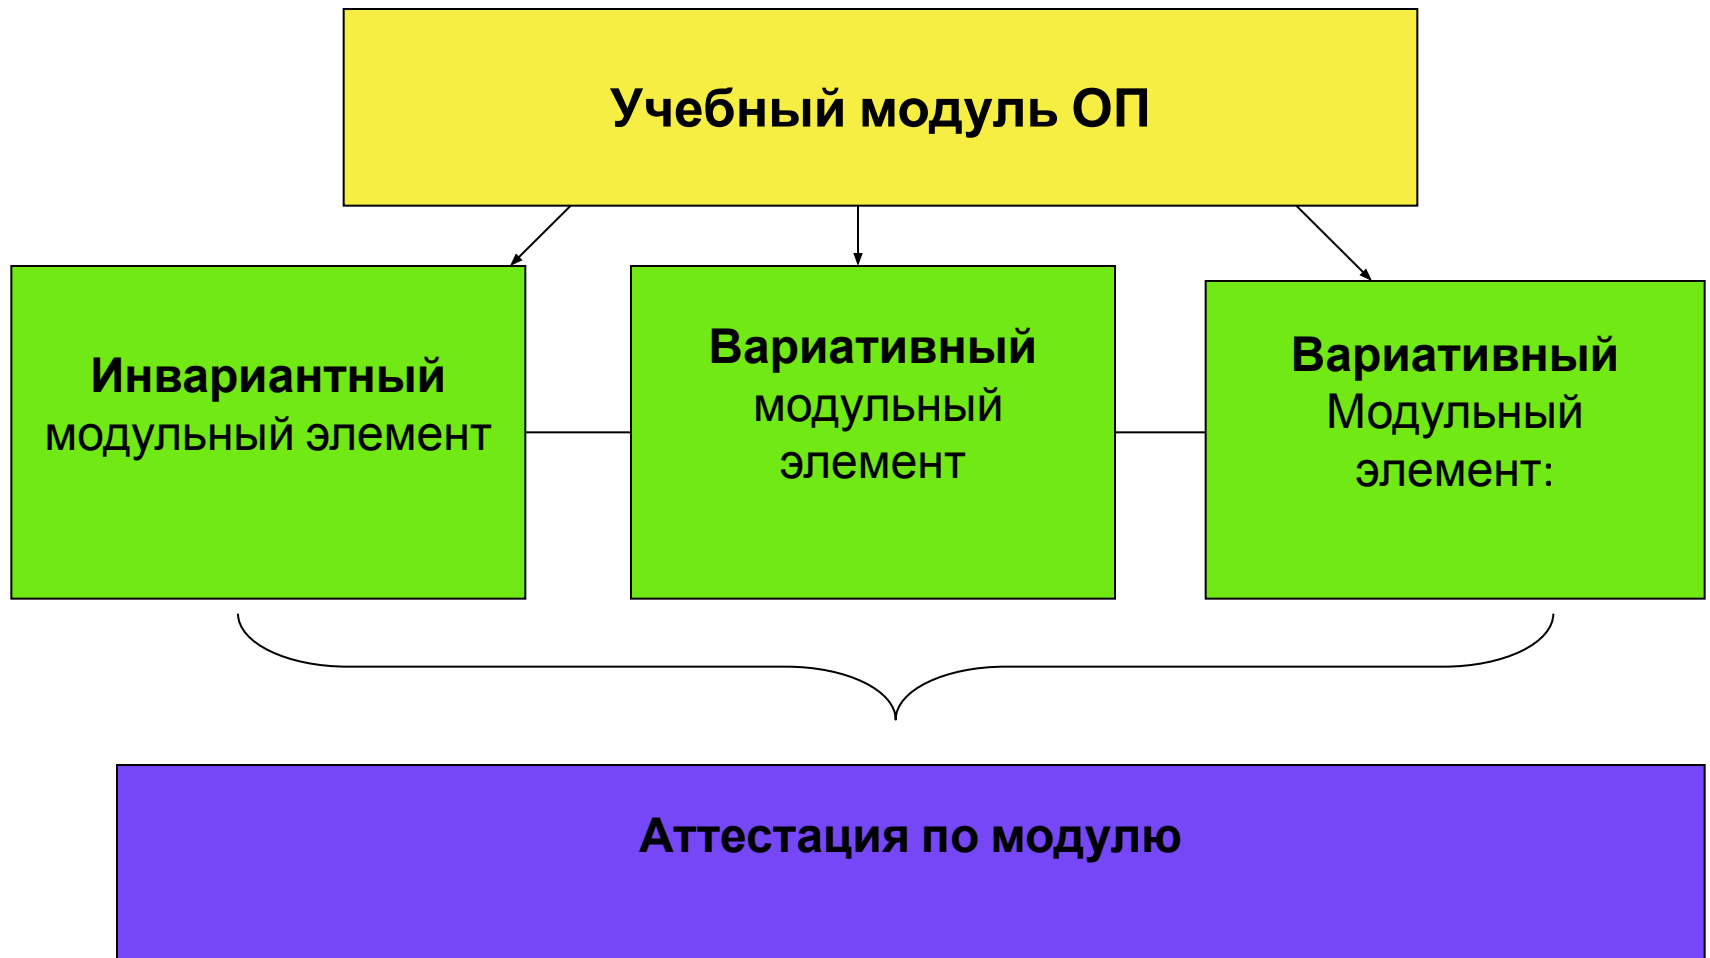 Учебный модуль ОП
Инвариантный
модульный элемент
Вариативный
модульный
элемент
Вариативный
Модульный
элемент:
Аттестация по модулю